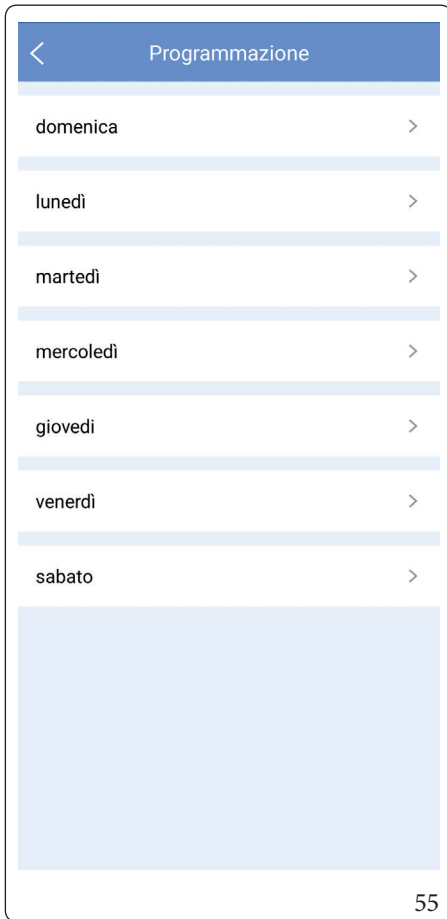 Programmazione
domenica
lunedì
martedì
mercoledì
giovedi
venerdì
sabato
55